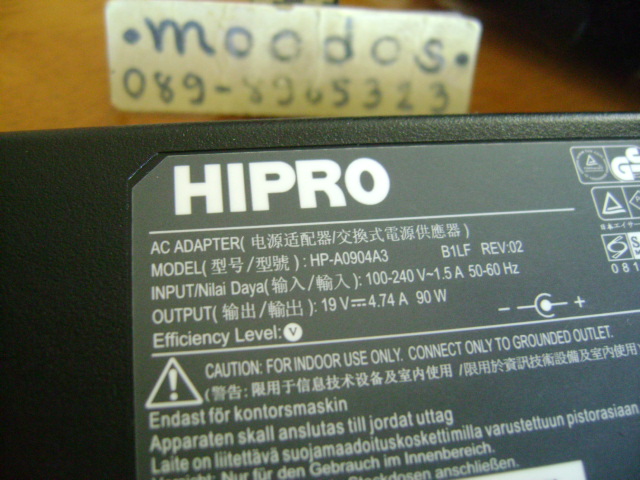 •moodos•
089-8965323
HIPRO
AC ADAPTER( 电源适配器/交換式電源供應器)
MODEL( 型号/型號) : HP-A0904A3 B1LF REV:02
INPUT/Nilai Daya( 输入/輸入) : 100-240 V~1.5 A 50-60 Hz
OUTPUT( 输出/輸出) : 19 V⎓4.74 A 90 W
Efficiency Level: V
CAUTION: FOR INDOOR USE ONLY. CONNECT ONLY TO GROUNDED OUTLET.
(警告: 限用于信息技术设备及室内使用 /限用於資訊技術設備及室內使用
Endast för kontorsmaskin
Apparaten skall anslutas till jordat uttag
Laite on liitettävä suojamaadoituskoskettimilla varustettuun pistorasiaan
Nur für den Gebrauch im Innenbereich.
Steckdosen anschließen.